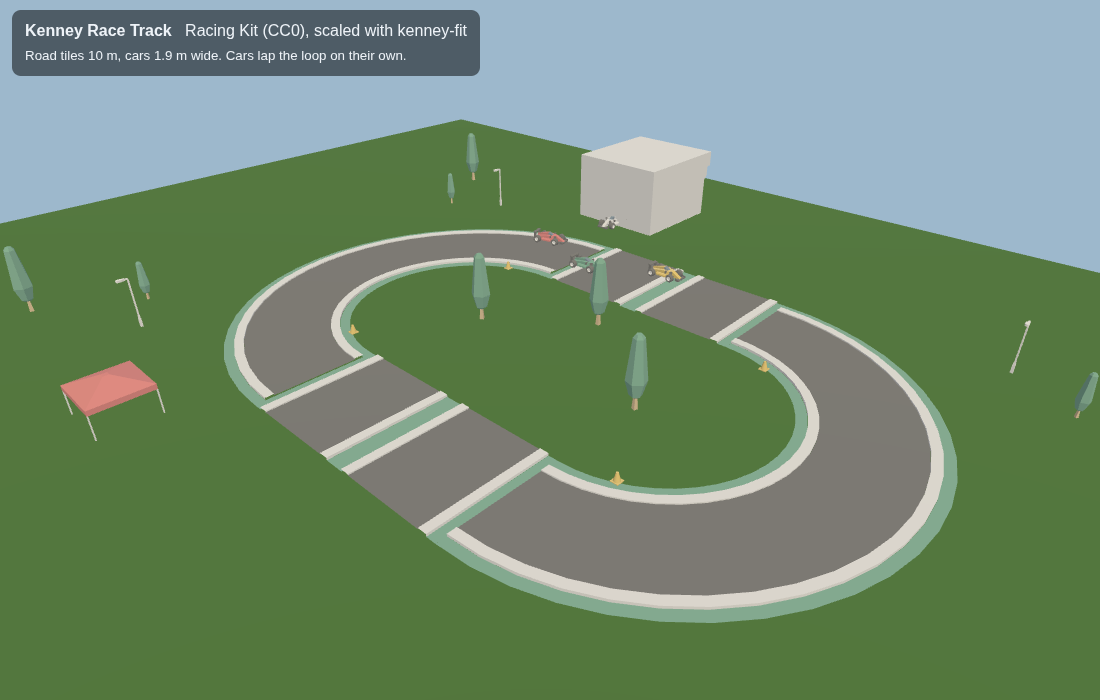 Kenney Race Track Racing Kit (CC0), scaled with kenney-fit
Road tiles 10 m, cars 1.9 m wide. Cars lap the loop on their own.